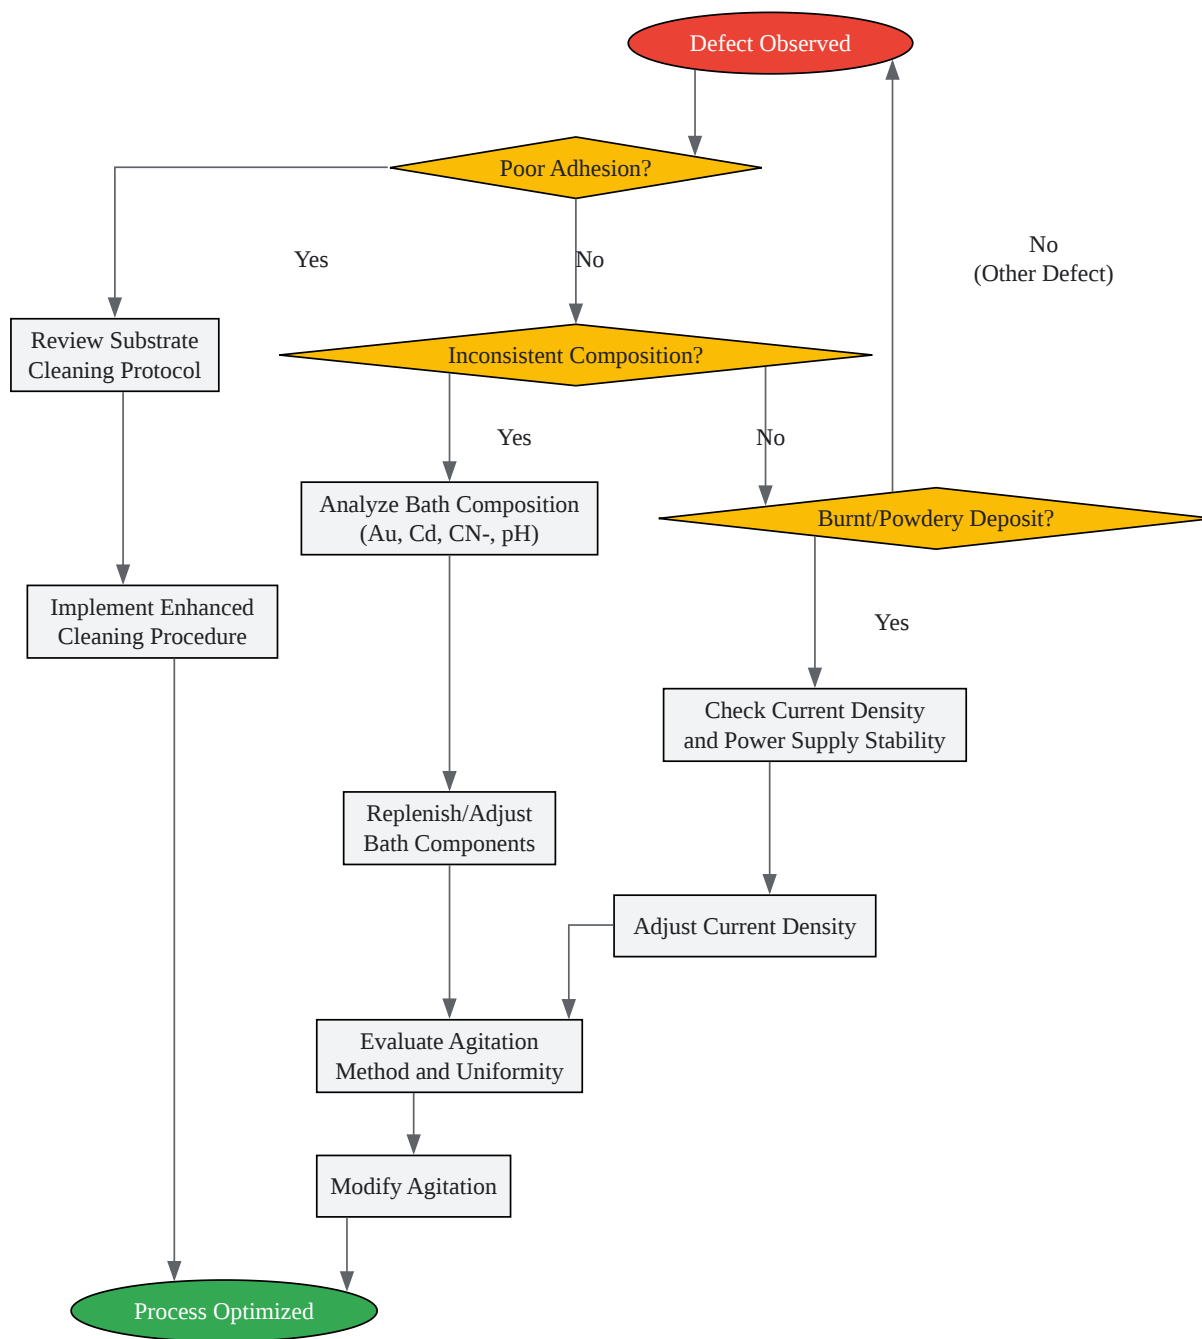 Defect Observed
Poor Adhesion?
Yes
No
No
(Other Defect)
Review Substrate
Cleaning Protocol
Inconsistent Composition?
Yes
No
Analyze Bath Composition
(Au, Cd, CN-, pH)
Burnt/Powdery Deposit?
Implement Enhanced
Cleaning Procedure
Yes
Check Current Density
and Power Supply Stability
Replenish/Adjust
Bath Components
Adjust Current Density
Evaluate Agitation
Method and Uniformity
Modify Agitation
Process Optimized